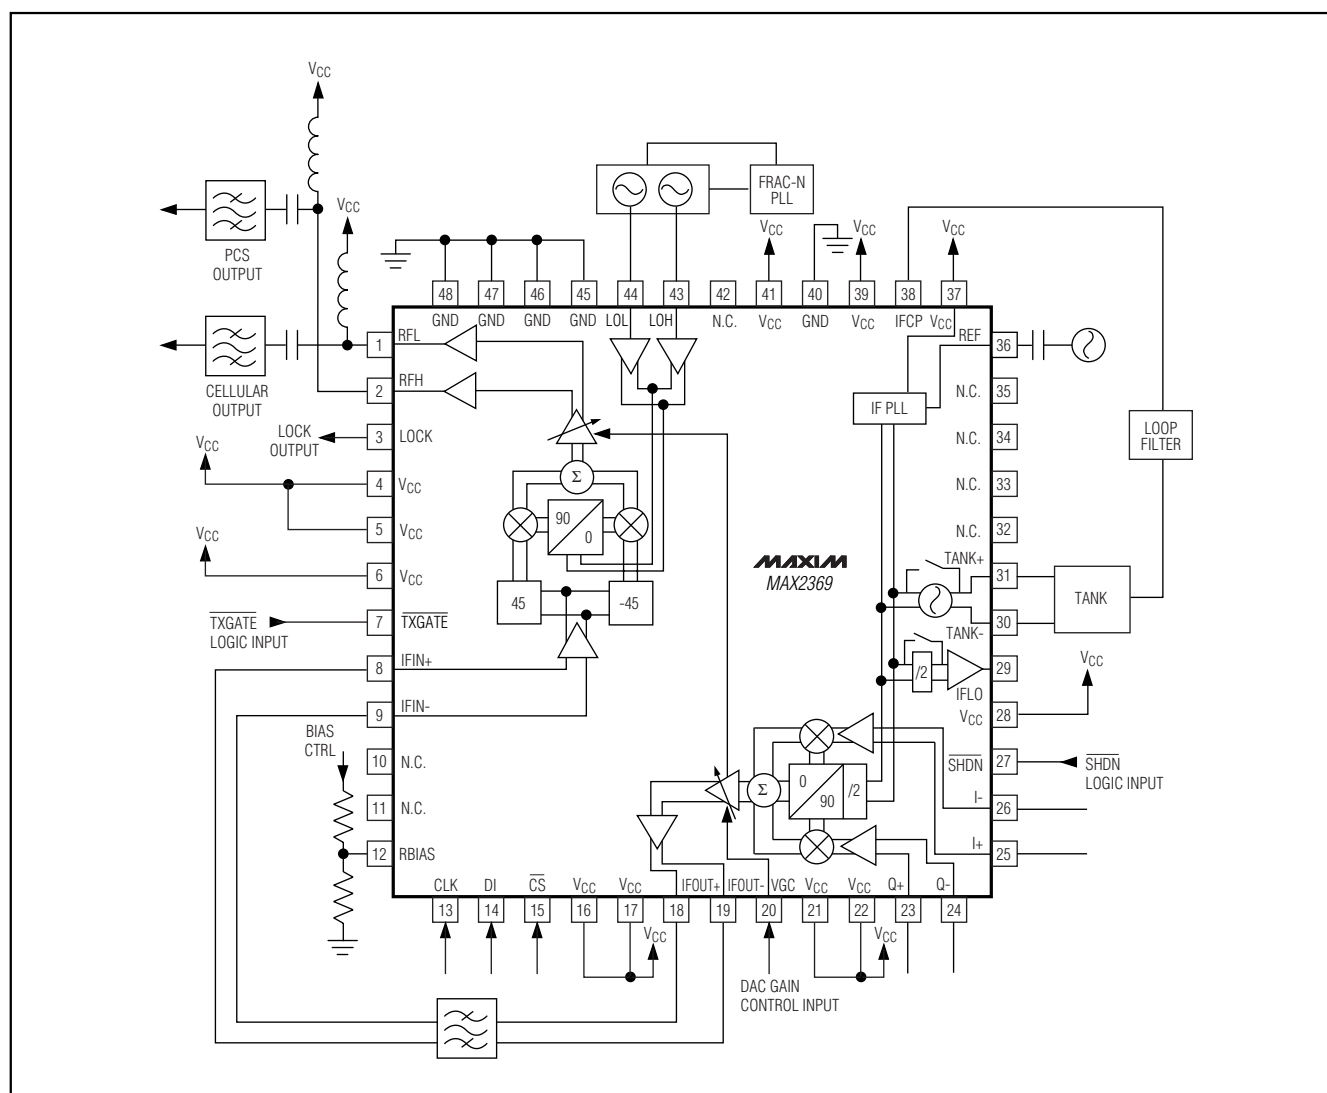 VCC
FRAC-N
PLL
VCC
PCS
OUTPUT
VCC
VCC
VCC
48
47
46
45
44
43
42
41
40
39
38
37
GND
GND
GND
GND
LOL
LOH
N.C.
VCC
GND
VCC
IFCP
VCC
1
RFL
REF
36
CELLULAR
OUTPUT
2
RFH
N.C.
35
IF PLL
LOCK
OUTPUT
3
LOCK
N.C.
34
LOOP
FILTER
VCC
4
VCC
Σ
N.C.
33
5
VCC
90
0
N.C.
32
VCC
6
VCC
MAXIM
MAX2369
TANK+
31
45
-45
TANK
TXGATE
LOGIC INPUT
7
TXGATE
TANK-
30
8
IFIN+
/2
IFLO
29
VCC
9
IFIN-
VCC
28
BIAS
CTRL
10
N.C.
SHDN
27
SHDN
LOGIC INPUT
Σ
0
90
/2
11
N.C.
I-
26
12
RBIAS
I+
25
CLK
DI
CS
VCC
VCC
IFOUT+
IFOUT-
VGC
VCC
VCC
Q+
Q-
13
14
15
16
17
18
19
20
21
22
23
24
VCC
VCC
DAC GAIN
CONTROL INPUT